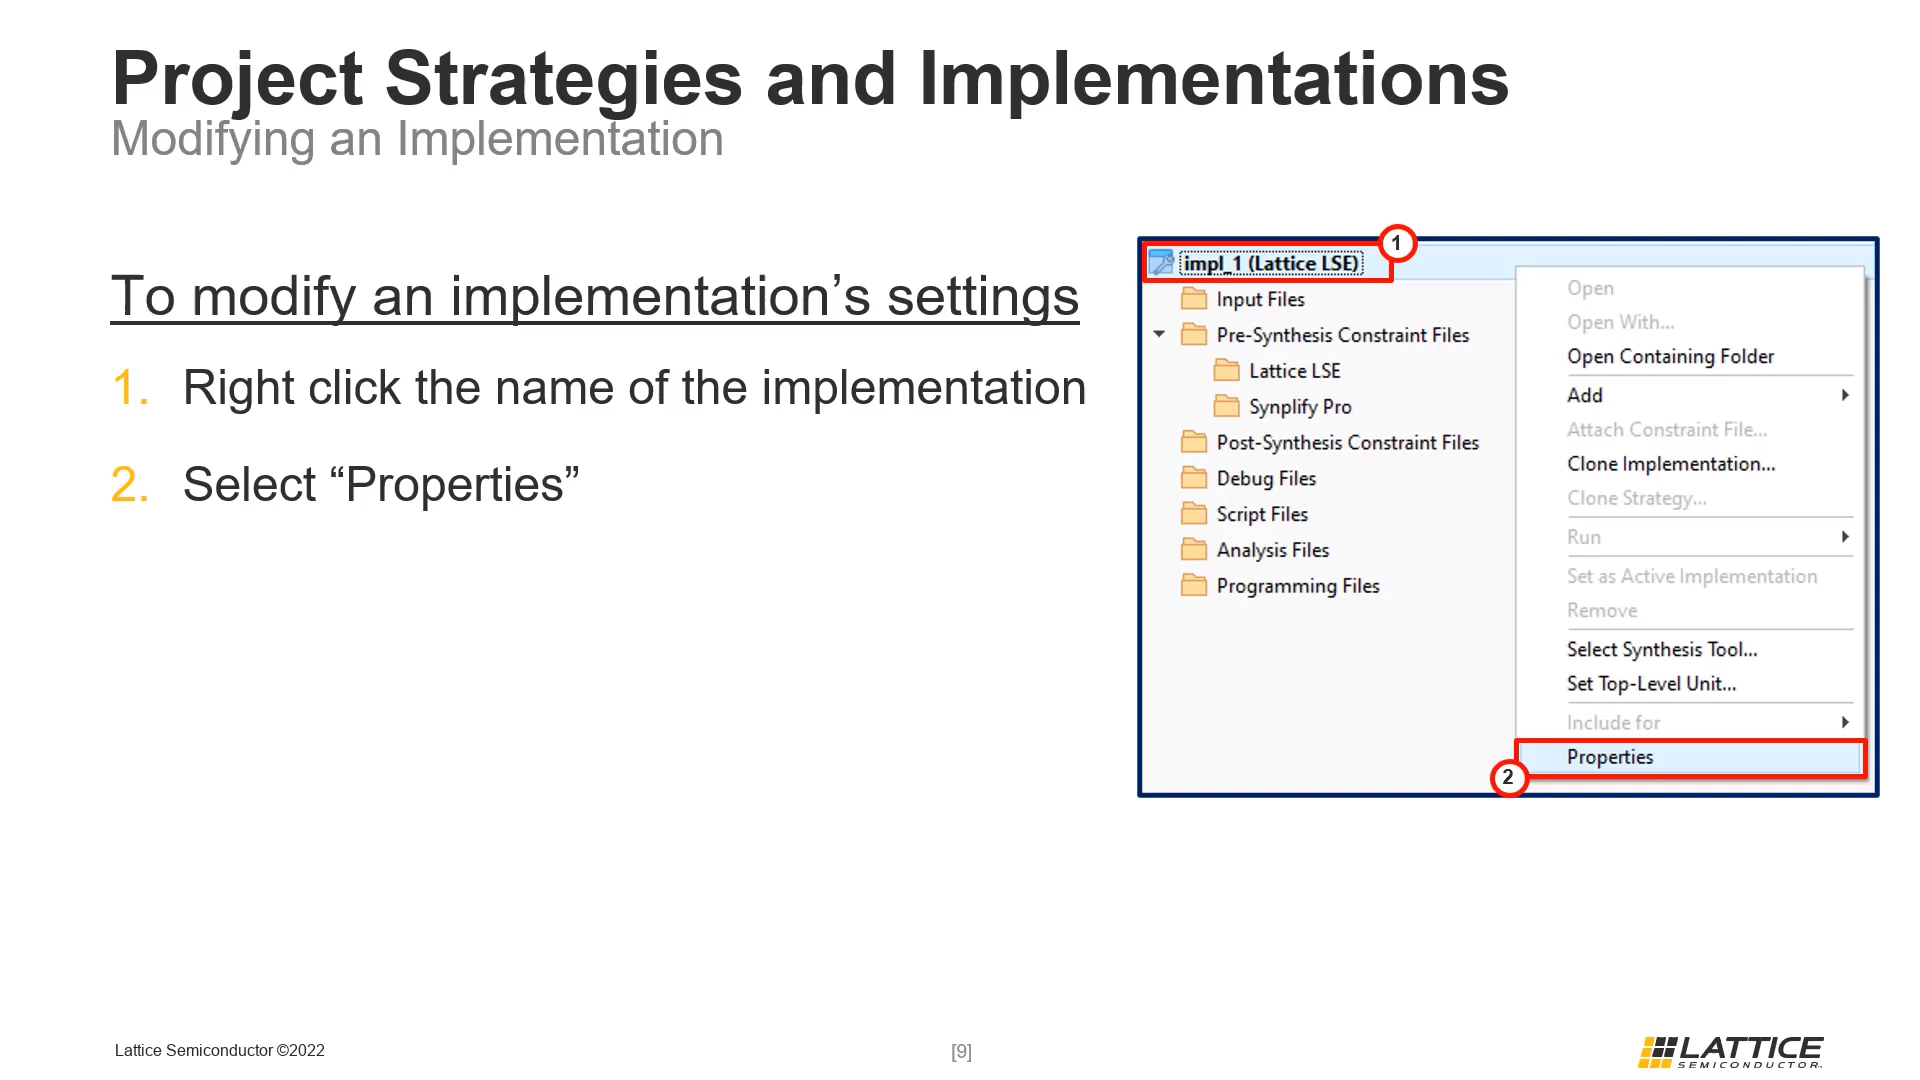 Project Strategies and Implementations
Modifying an Implementation
To modify an implementation’s settings
1. Right click the name of the implementation
2. Select “Properties”
1
impl_1 (Lattice LSE)
Input Files
Pre-Synthesis Constraint Files
Lattice LSE
Synplify Pro
Post-Synthesis Constraint Files
Debug Files
Script Files
Analysis Files
Programming Files
Open
Open With...
Open Containing Folder
Add
Attach Constraint File...
Clone Implementation...
Clone Strategy...
Run
Set as Active Implementation
Remove
Select Synthesis Tool...
Set Top-Level Unit...
Include for
Properties
2
Lattice Semiconductor ©2022
[9]
LATTICE
SEMICONDUCTOR